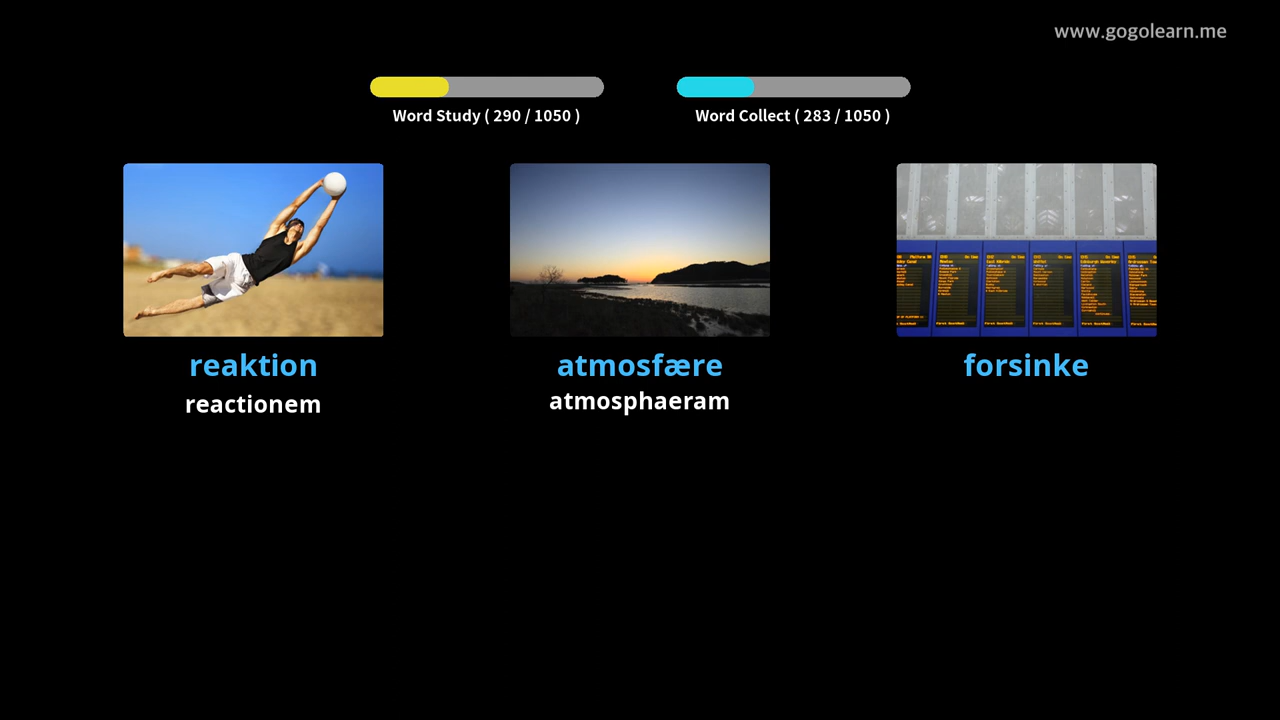 www.gogolearn.me
Word Study ( 290 / 1050 )
Word Collect ( 283 / 1050 )
reaktion
atmosfære
forsinke
reactionem
atmosphaeram